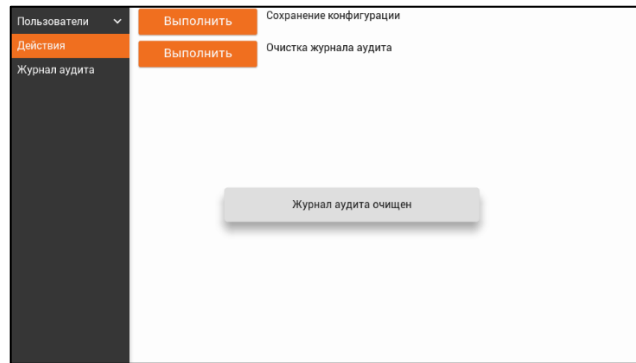 Пользователи
Действия
Журнал аудита
Выполнить Сохранение конфигурации
Выполнить Очистка журнала аудита
Журнал аудита очищен